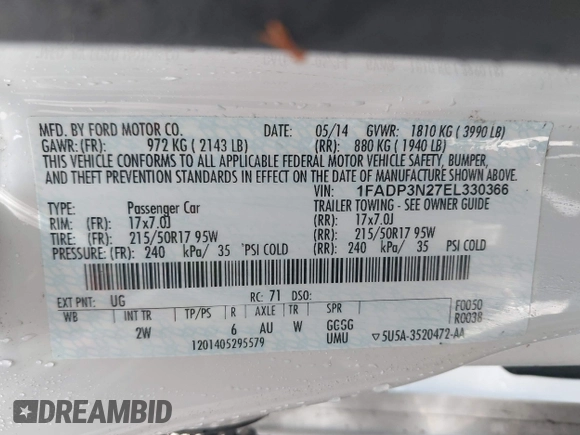 MFD. BY FORD MOTOR CO. DATE: 05/14 GVWR: 1810 KG ( 3990 LB)
GAWR: (FR): 972 KG ( 2143 LB) (RR): 880 KG ( 1940 LB)
THIS VEHICLE CONFORMS TO ALL APPLICABLE FEDERAL MOTOR VEHICLE SAFETY, BUMPER,
AND THEFT PREVENTION STANDARDS IN EFFECT ON THE DATE OF MANUFACTURE SHOWN ABOVE.
VIN: 1FADP3N27EL330366
TYPE: Passenger Car TRAILER TOWING - SEE OWNER GUIDE
RIM: (FR): 17x7.0J (RR): 17x7.0J
TIRE: (FR): 215/50R17 95W (RR): 215/50R17 95W
PRESSURE: (FR): 240 kPa/ 35 PSI COLD (RR): 240 kPa/ 35 PSI COLD
EXT PNT: UG RC: 71 DSO:
WB INT TR TP/PS R AXLE TR SPR F0050
2W 6 AU W GGGG R0038
UMU 5U5A-3520472-AA
1201405295579
DREAMBID